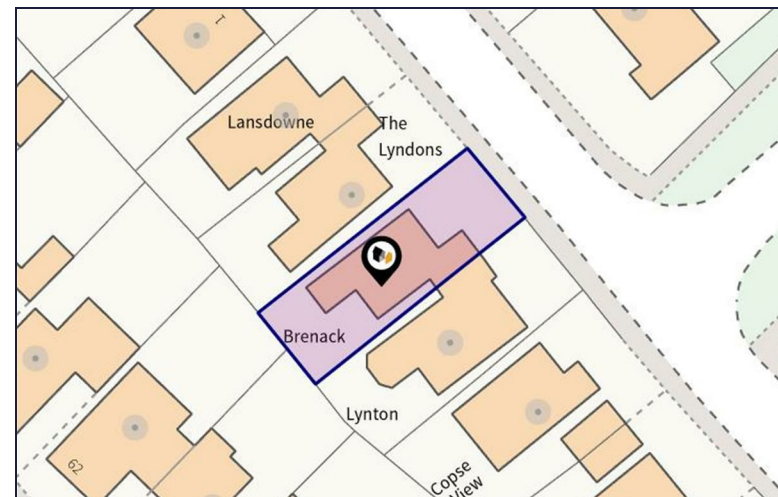 1
Lansdowne
The
Lyndons
Brenack
Lynton
Copse
View
62